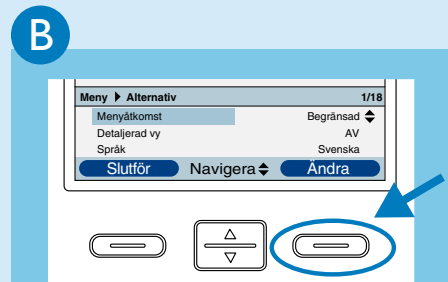 B
Meny ▶ Alternativ 1/18
Menyåtkomst Begränsad
Detaljerad vy AV
Språk Svenska
Slutför Navigera Ändra